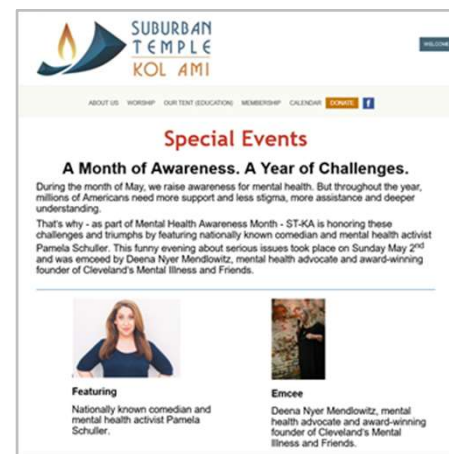 SUBURBAN
TEMPLE
KOL AMI
WELCOME
ABOUT US WORSHIP OUR TENT (EDUCATION) MEMBERSHIP CALENDAR DONATE f
Special Events
A Month of Awareness. A Year of Challenges.
During the month of May, we raise awareness for mental health. But throughout the year,
millions of Americans need more support and less stigma, more assistance and deeper
understanding.
That's why - as part of Mental Health Awareness Month - ST-KA is honoring these
challenges and triumphs by featuring nationally known comedian and mental health activist
Pamela Schuller. This funny evening about serious issues took place on Sunday May 2nd
and was emceed by Deena Nyer Mendlowitz, mental health advocate and award-winning
founder of Cleveland's Mental Illness and Friends.
Featuring
Nationally known comedian and
mental health activist Pamela
Schuller.
Emcee
Deena Nyer Mendlowitz, mental
health advocate and award-winning
founder of Cleveland's Mental
Illness and Friends.